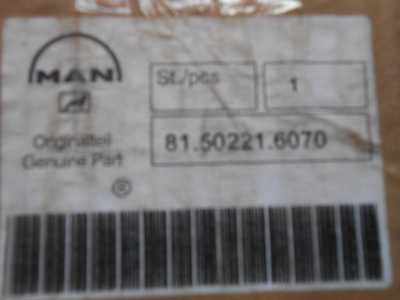 MAN
St./pcs
1
Originalteil
Genuine Part
81.50221.6070
®